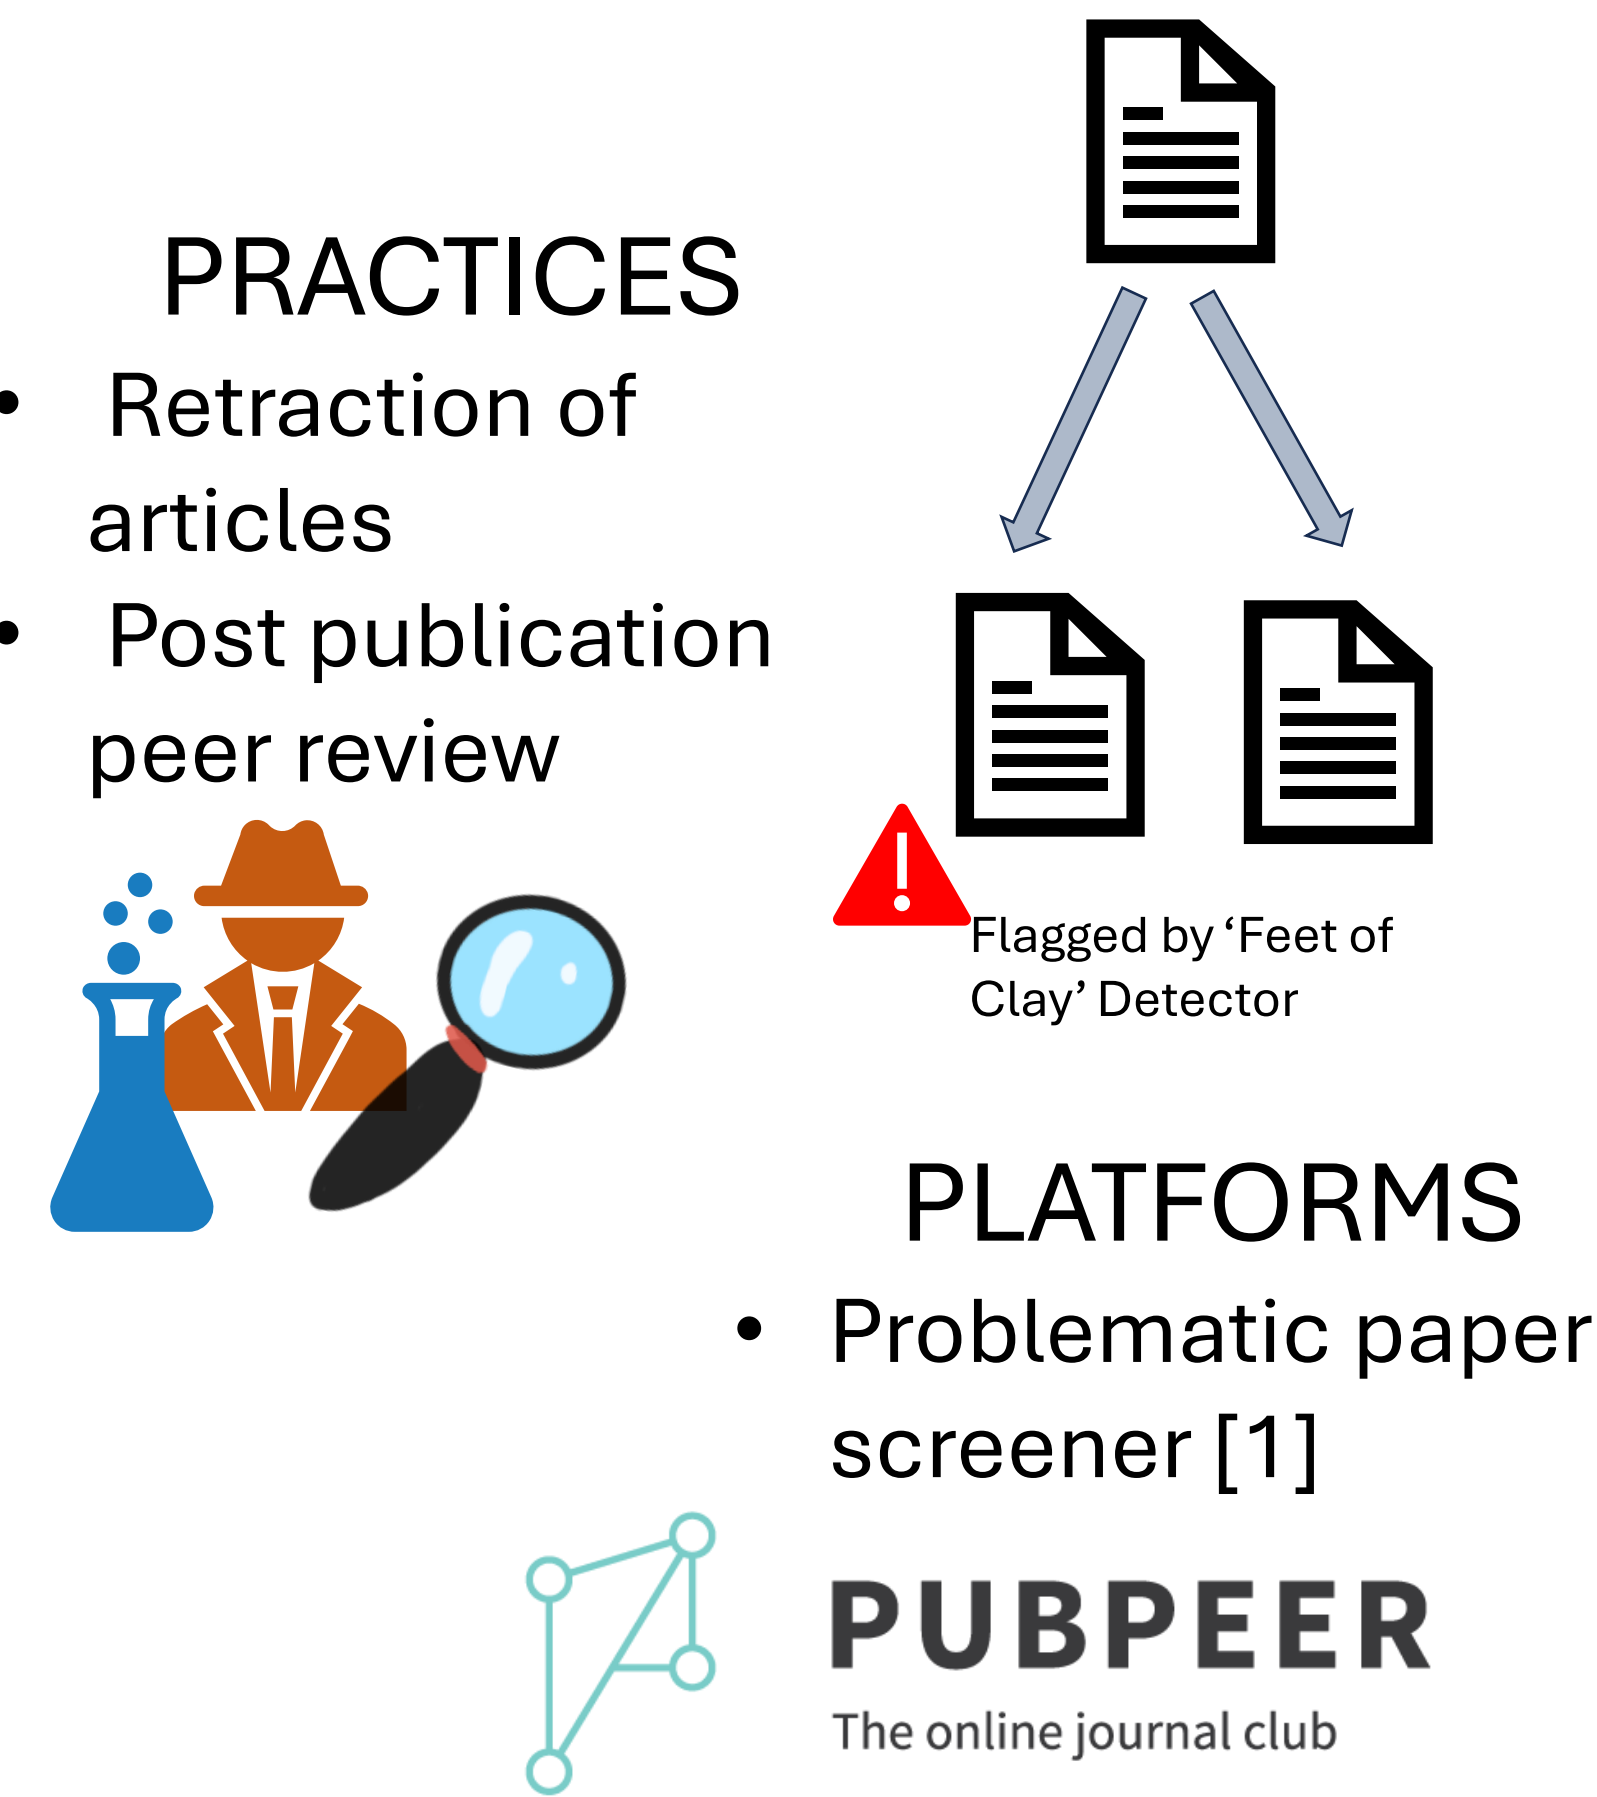 PRACTICES
• Retraction of
articles
• Post publication
peer review
Flagged by ‘Feet of
Clay’ Detector
PLATFORMS
• Problematic paper
screener [1]
PUBPEER
The online journal club